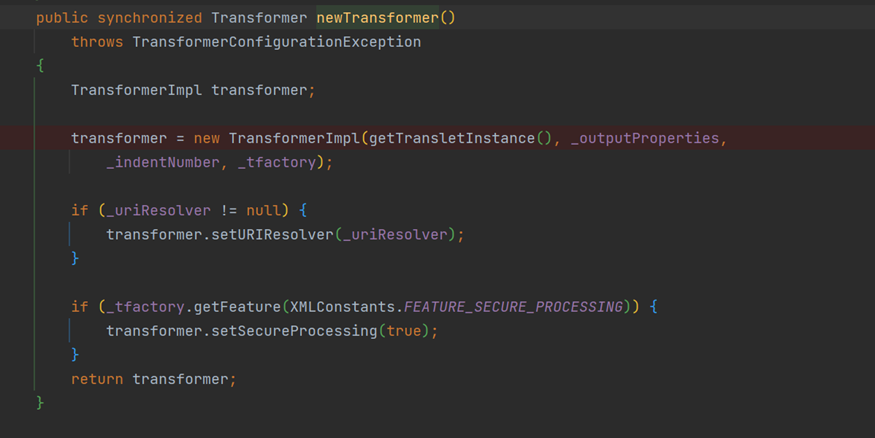 public synchronized Transformer newTransformer()
    throws TransformerConfigurationException
{
    TransformerImpl transformer;
    transformer = new TransformerImpl(getTransletInstance(), _outputProperties,
        _indentNumber, _tfactory);
    if (_uriResolver != null) {
        transformer.setURIResolver(_uriResolver);
    }
    if (_tfactory.getFeature(XMLConstants.FEATURE_SECURE_PROCESSING)) {
        transformer.setSecureProcessing(true);
    }
    return transformer;
}